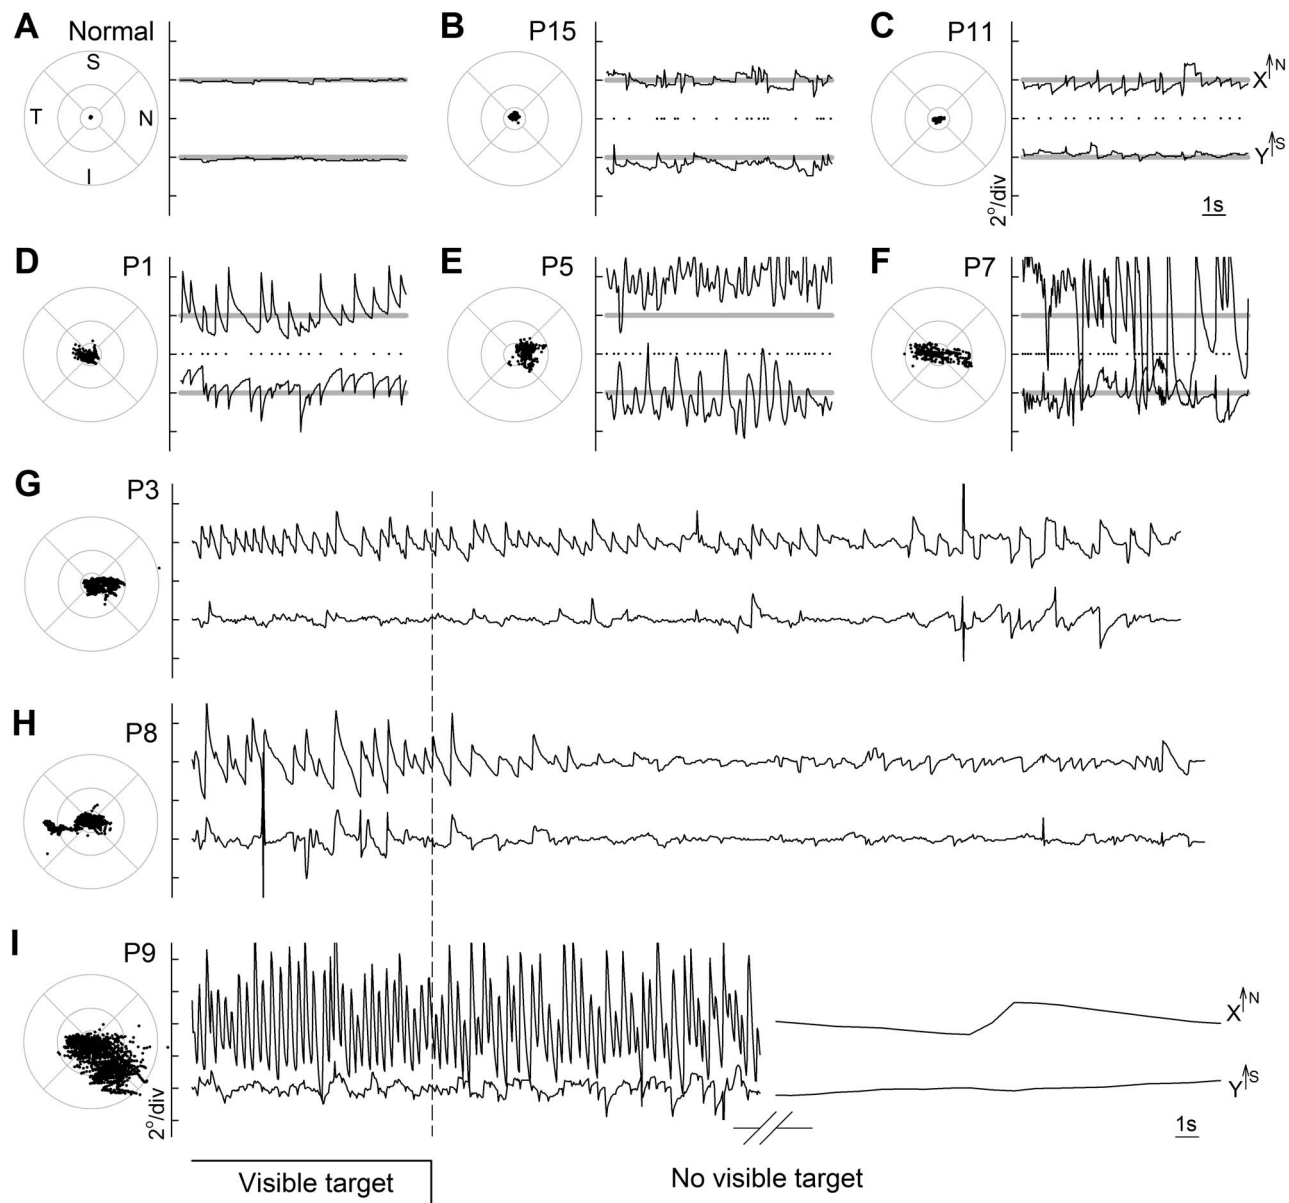 A Normal
S
T N
I
B P15
C P11
X↑N
Y↑S
2°/div
1s
D P1
E P5
F P7
G P3
H P8
I P9
X↑N
Y↑S
2°/div
1s
Visible target
No visible target